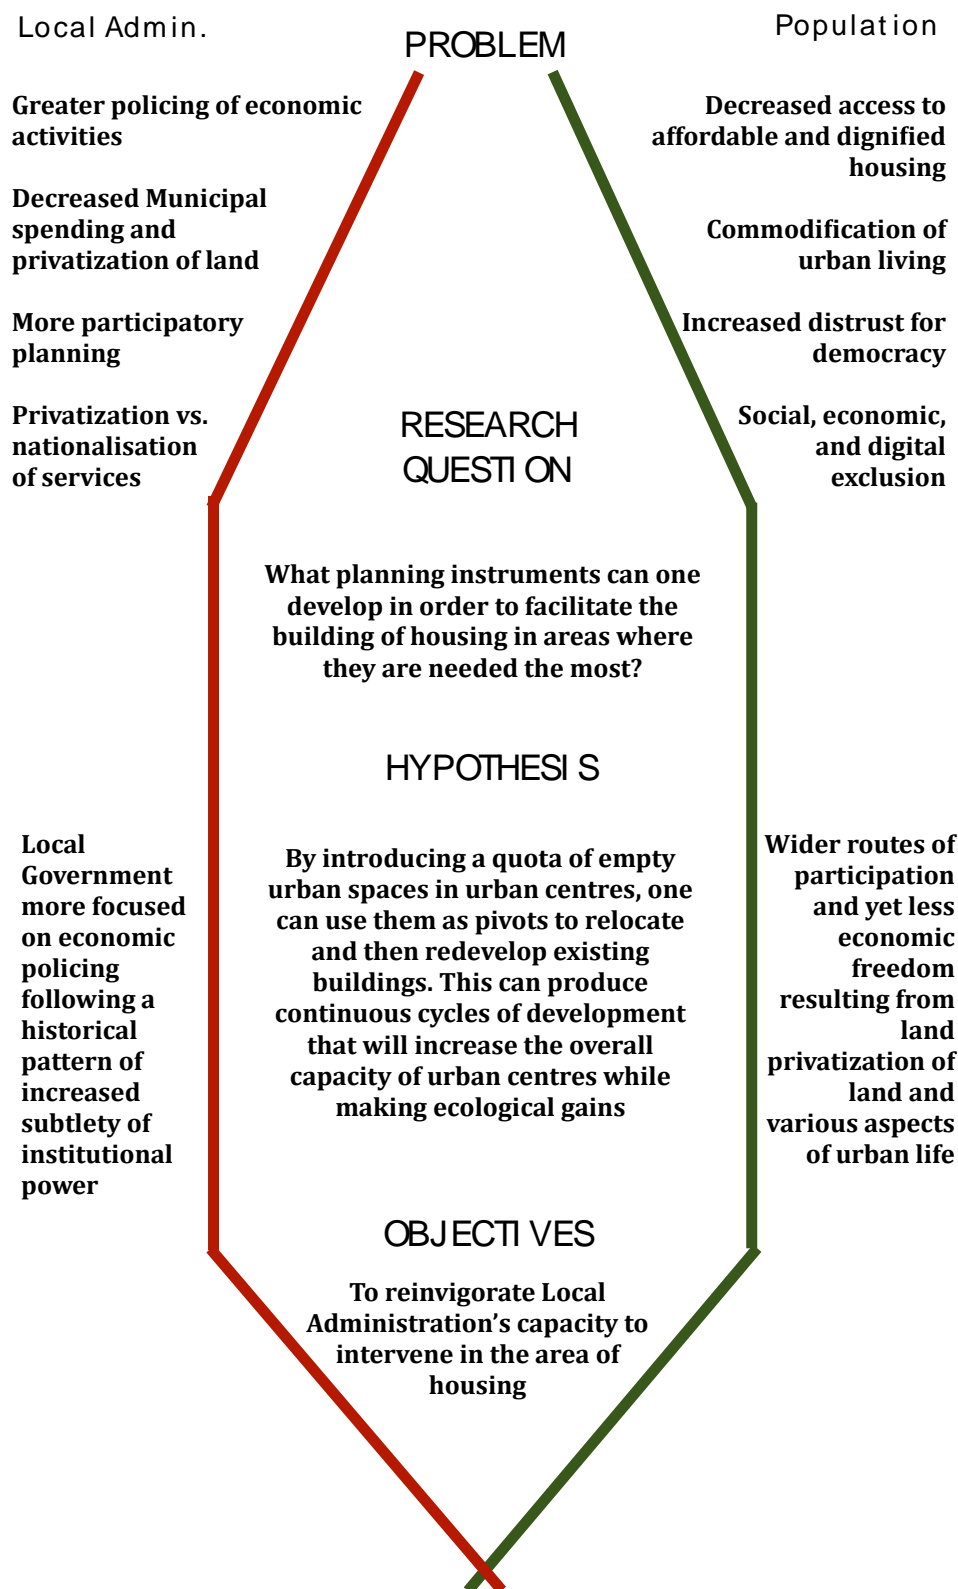 Local Admin.
PROBLEM
Population
Greater policing of economic
activities
Decreased Municipal
spending and
privatization of land
More participatory
planning
Privatization vs.
nationalisation
of services
Decreased access to
affordable and dignified
housing
Commodification of
urban living
Increased distrust for
democracy
Social, economic,
and digital
exclusion
RESEARCH
QUESTION
What planning instruments can one
develop in order to facilitate the
building of housing in areas where
they are needed the most?
HYPOTHESIS
Local
Government
more focused
on economic
policing
following a
historical
pattern of
increased
subtlety of
institutional
power
By introducing a quota of empty
urban spaces in urban centres, one
can use them as pivots to relocate
and then redevelop existing
buildings. This can produce
continuous cycles of development
that will increase the overall
capacity of urban centres while
making ecological gains
Wider routes of
participation
and yet less
economic
freedom
resulting from
land
privatization of
land and
various aspects
of urban life
OBJECTIVES
To reinvigorate Local
Administration’s capacity to
intervene in the area of
housing